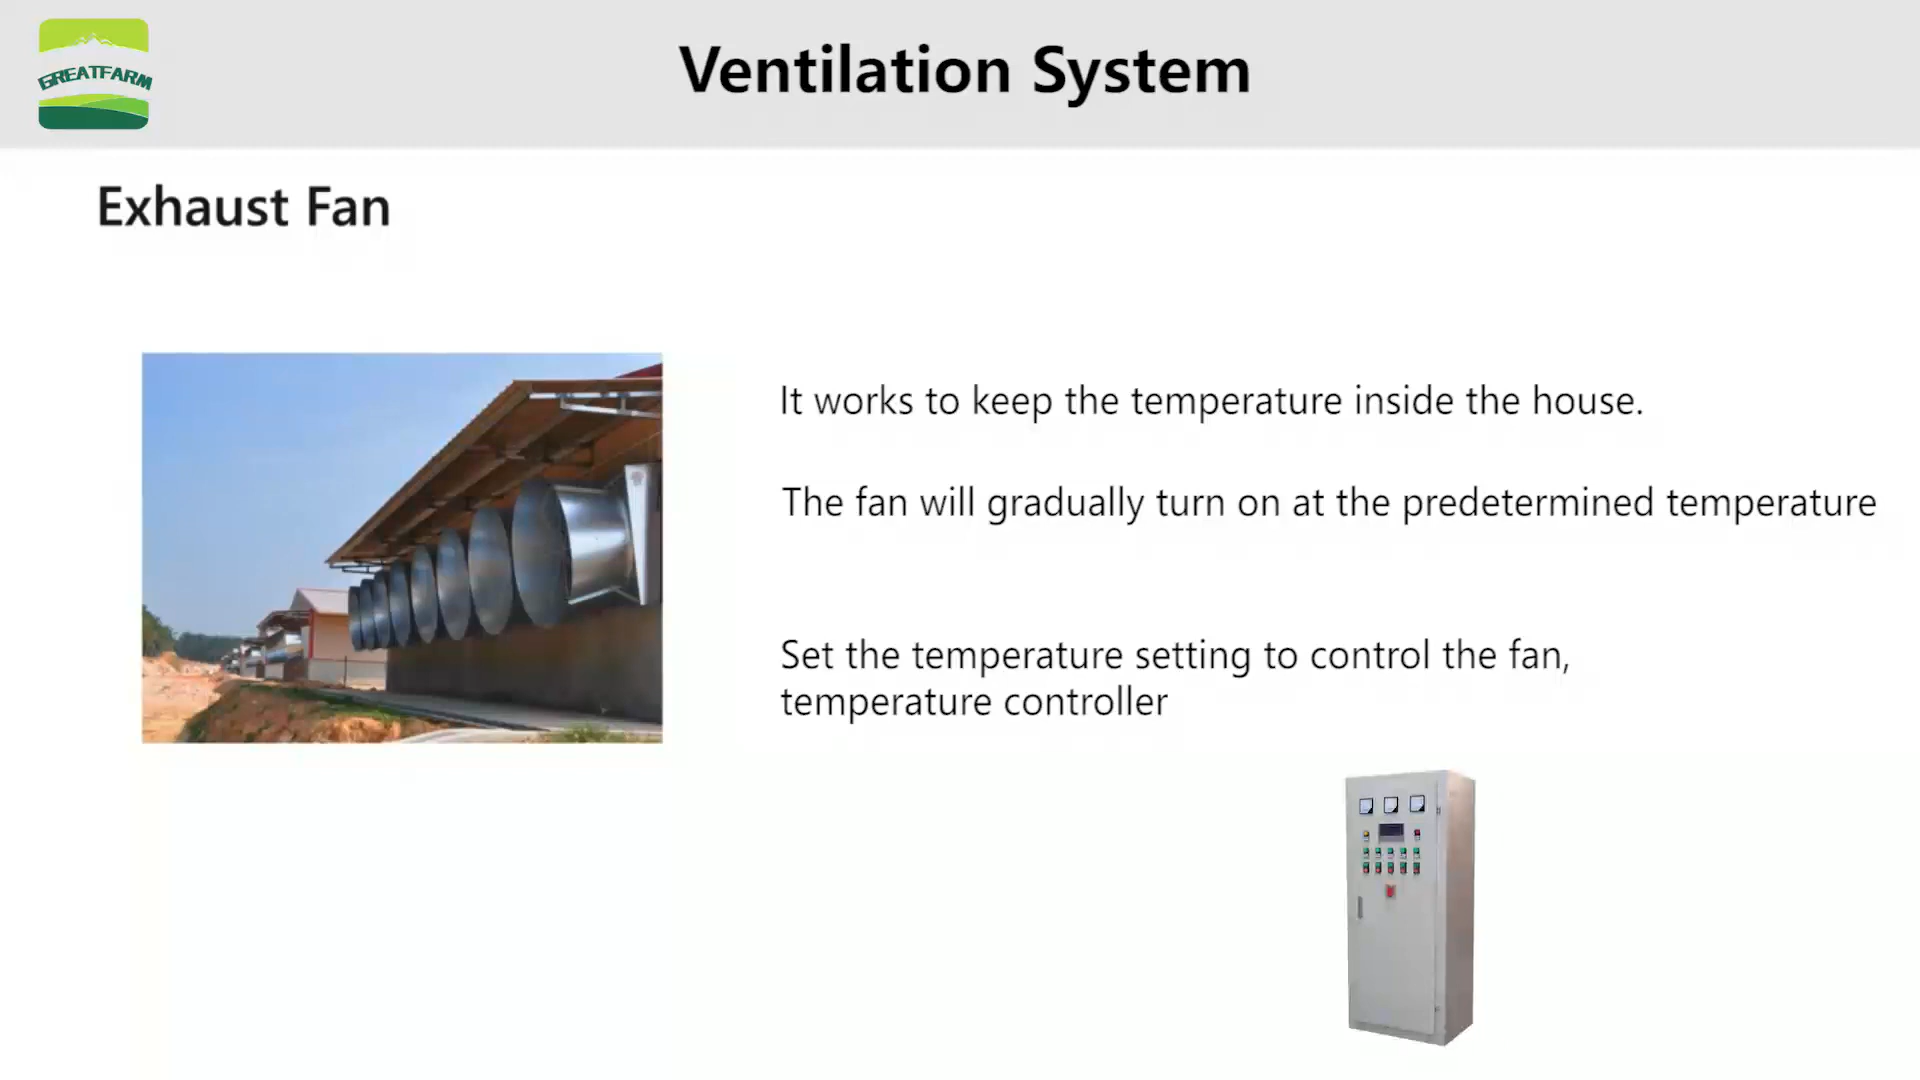 GREATFARM
Ventilation System
Exhaust Fan
It works to keep the temperature inside the house.
The fan will gradually turn on at the predetermined temperature
Set the temperature setting to control the fan,
temperature controller